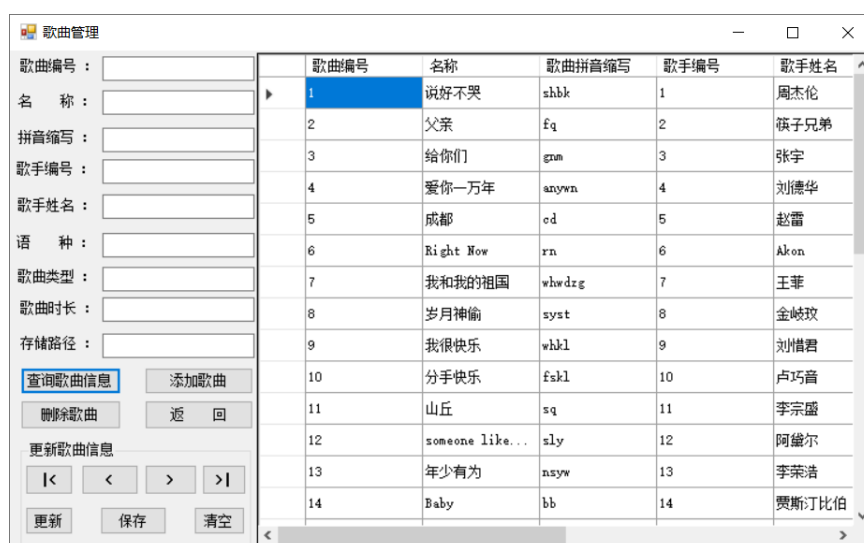 歌曲管理
歌曲编号 :
名 称 :
拼音缩写 :
歌手编号 :
歌手姓名 :
语 种 :
歌曲类型 :
歌曲时长 :
存储路径 :
查询歌曲信息 添加歌曲
删除歌曲 返 回
更新歌曲信息
|< < > >|
更新 保存 清空
歌曲编号 名称 歌曲拼音缩写 歌手编号 歌手姓名
1 说好不哭 shbk 1 周杰伦
2 父亲 fq 2 筷子兄弟
3 给你们 gnm 3 张宇
4 爱你一万年 anywn 4 刘德华
5 成都 cd 5 赵雷
6 Right Now rn 6 Akon
7 我和我的祖国 whwdzg 7 王菲
8 岁月神偷 syst 8 金岐玟
9 我很快乐 whkl 9 刘惜君
10 分手快乐 fskl 10 卢巧音
11 山丘 sq 11 李宗盛
12 someone like... sly 12 阿黛尔
13 年少有为 nsyw 13 李荣浩
14 Baby bb 14 贾斯汀比伯